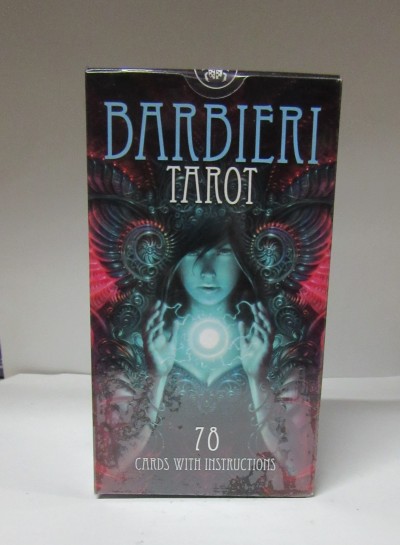 BARBIERI
TAROT
78
CARDS WITH INSTRUCTIONS